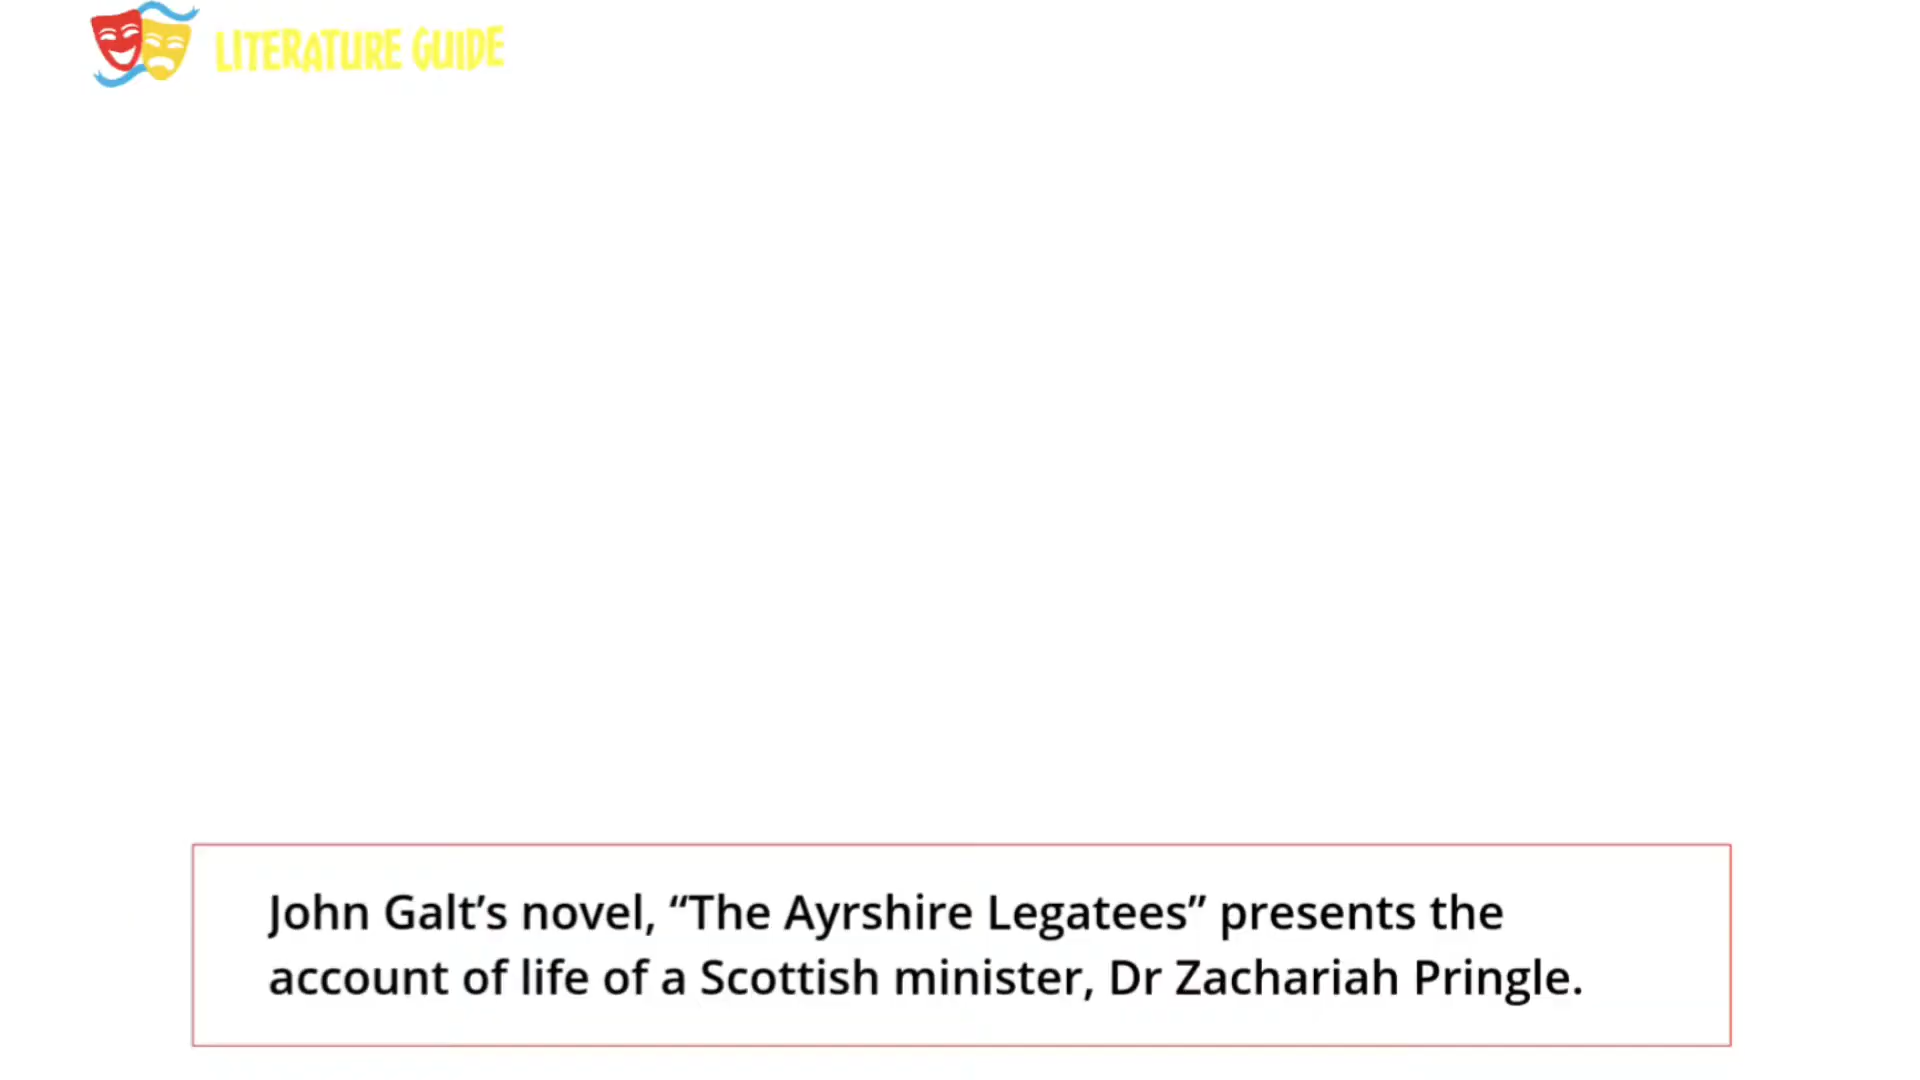 LITERATURE GUIDE
John Galt’s novel, “The Ayrshire Legatees” presents the
account of life of a Scottish minister, Dr Zachariah Pringle.